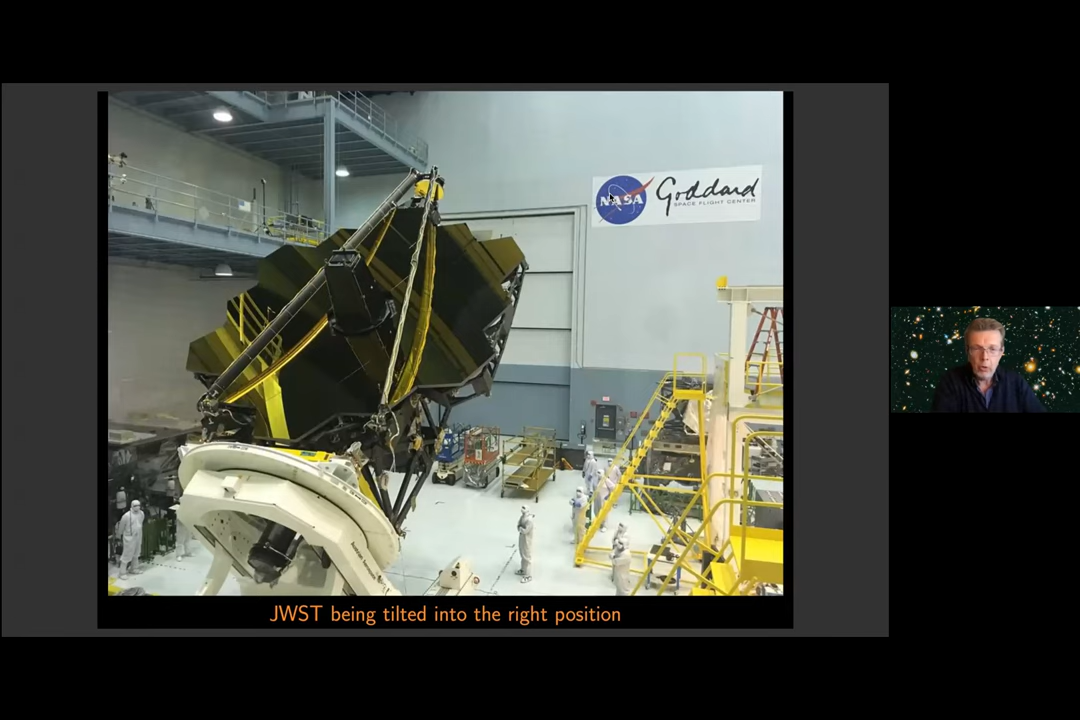 NASA
Goddard
SPACE FLIGHT CENTER
JWST being tilted into the right position